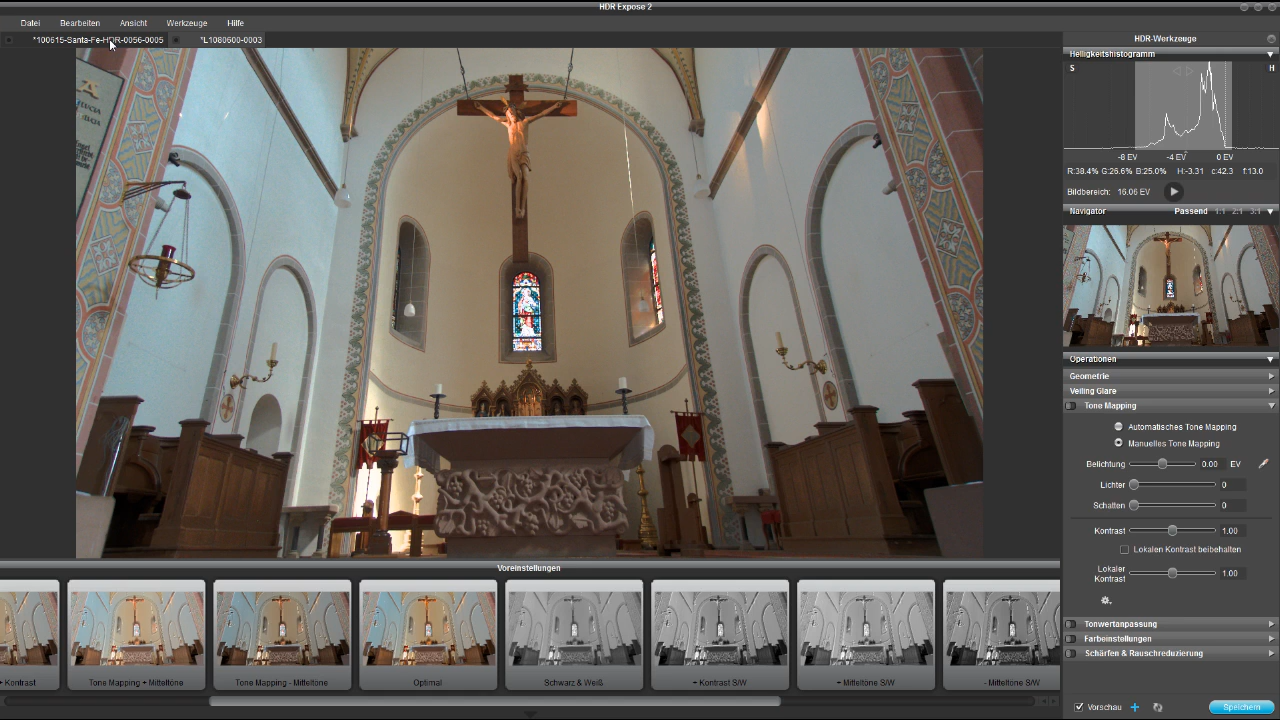 HDR Expose 2
Datei Bearbeiten Ansicht Werkzeuge Hilfe
*100615-Santa-Fe-HDR-0056-0005 *L1080600-0003
HDR-Werkzeuge
Helligkeitshistogramm
S H
-8 EV -4 EV 0 EV
R:38.4% G:26.6% B:25.0% H:-3.31 c:42.3 f:13.0
Bildbereich: 16.06 EV
Navigator Passend 1:1 2:1 3:1
Operationen
Geometrie
Veiling Glare
Tone Mapping
Automatisches Tone Mapping
Manuelles Tone Mapping
Belichtung 0.00 EV
Lichter 0
Schatten 0
Kontrast 1.00
Lokalen Kontrast beibehalten
Lokaler
Kontrast 1.00
Tonwertanpassung
Farbeinstellungen
Schärfen & Rauschreduzierung
Vorschau Speichern
Voreinstellungen
+ Kontrast Tone Mapping + Mitteltöne Tone Mapping - Mitteltöne Optimal Schwarz & Weiß + Kontrast S/W + Mitteltöne S/W - Mitteltöne S/W